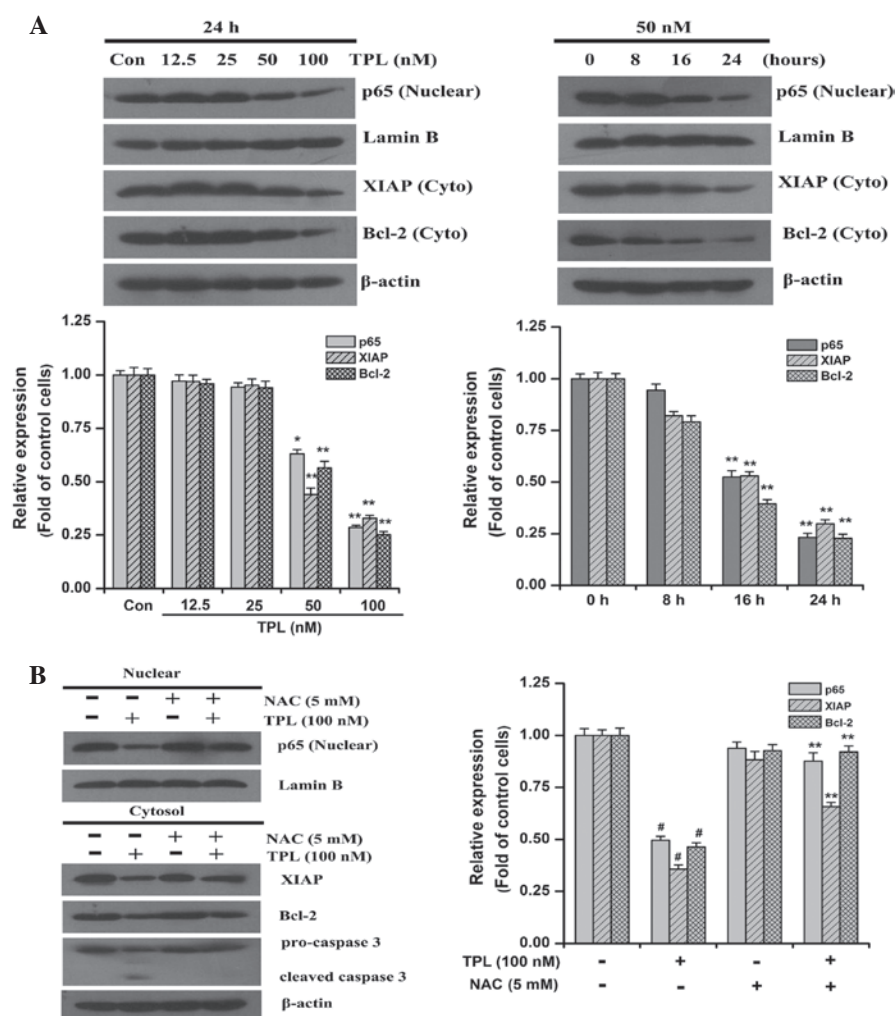 A
24 h
Con 12.5 25 50 100 TPL (nM)
p65 (Nuclear)
Lamin B
XIAP (Cyto)
Bcl-2 (Cyto)
β-actin
50 nM
0 8 16 24 (hours)
p65 (Nuclear)
Lamin B
XIAP (Cyto)
Bcl-2 (Cyto)
β-actin
Relative expression
(Fold of control cells)
1.25
1.00
0.75
0.50
0.25
0.00
p65
XIAP
Bcl-2
* ** **
** ** **
Con 12.5 25 50 100
TPL (nM)
Relative expression
(Fold of control cells)
1.25
1.00
0.75
0.50
0.25
0.00
p65
XIAP
Bcl-2
** ** **
** ** **
0 h 8 h 16 h 24 h
B
Nuclear
- - + + NAC (5 mM)
- + - + TPL (100 nM)
p65 (Nuclear)
Lamin B
Cytosol
- - + + NAC (5 mM)
- + - + TPL (100 nM)
XIAP
Bcl-2
pro-caspase 3
cleaved caspase 3
β-actin
Relative expression
(Fold of control cells)
1.25
1.00
0.75
0.50
0.25
0.00
p65
XIAP
Bcl-2
# # #
** ** **
TPL (100 nM) - + - +
NAC (5 mM) - - + +